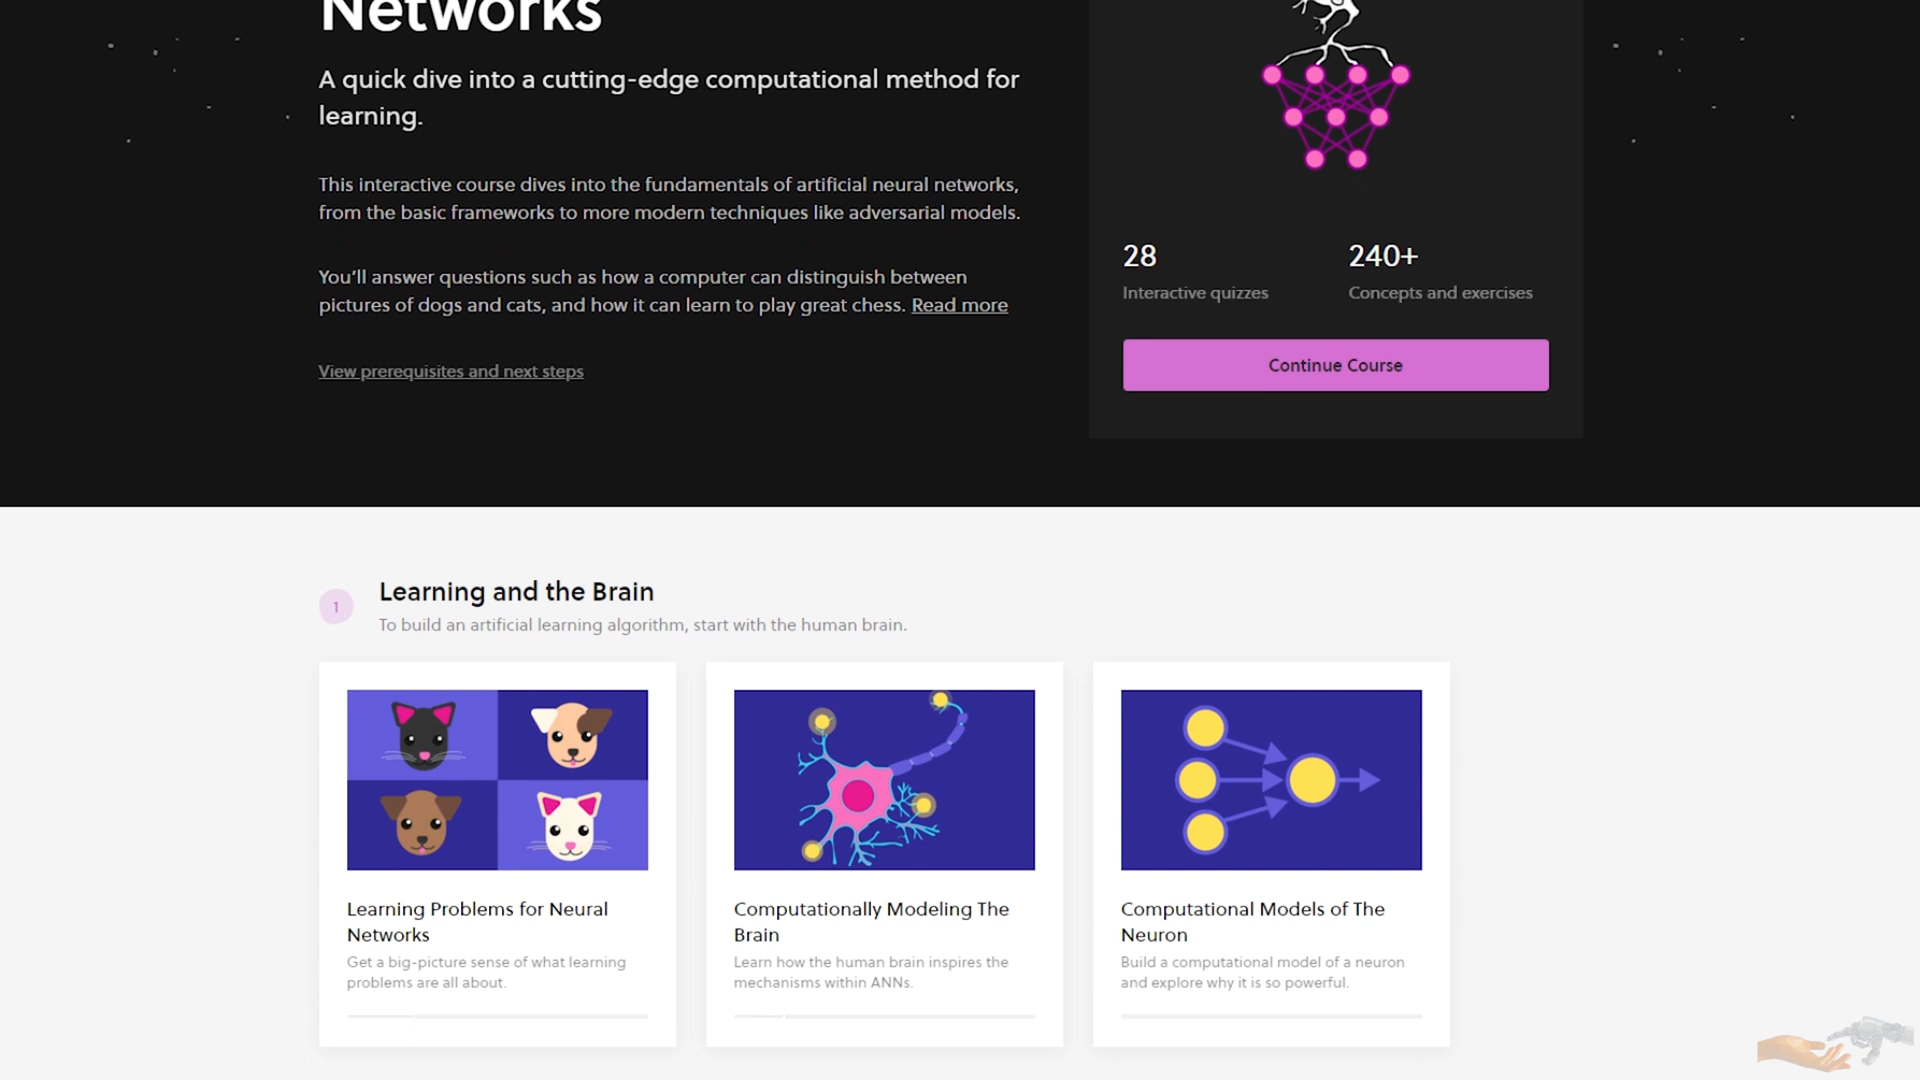 Networks
A quick dive into a cutting-edge computational method for
learning.
This interactive course dives into the fundamentals of artificial neural networks,
from the basic frameworks to more modern techniques like adversarial models.
You’ll answer questions such as how a computer can distinguish between
pictures of dogs and cats, and how it can learn to play great chess. Read more
View prerequisites and next steps
28
Interactive quizzes
240+
Concepts and exercises
Continue Course
1
Learning and the Brain
To build an artificial learning algorithm, start with the human brain.
Learning Problems for Neural
Networks
Get a big-picture sense of what learning
problems are all about.
Computationally Modeling The
Brain
Learn how the human brain inspires the
mechanisms within ANNs.
Computational Models of The
Neuron
Build a computational model of a neuron
and explore why it is so powerful.